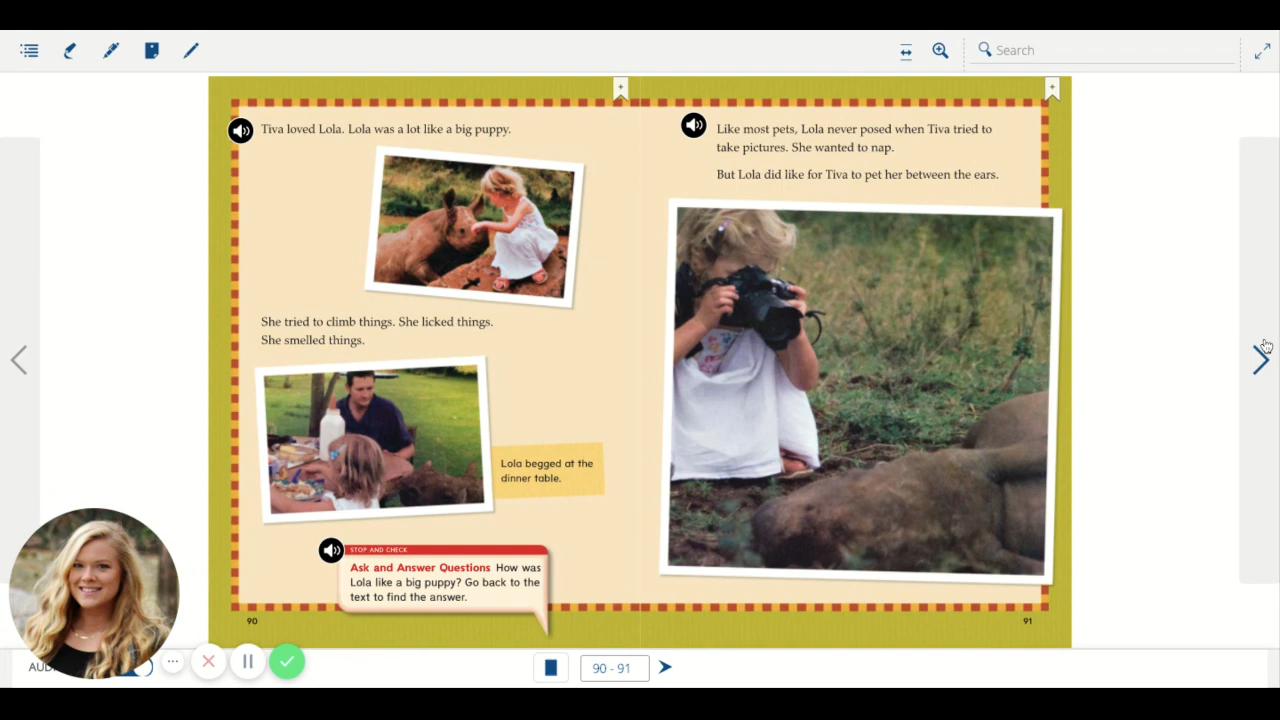 Search
Tiva loved Lola. Lola was a lot like a big puppy.
She tried to climb things. She licked things.
She smelled things.
Lola begged at the
dinner table.
STOP AND CHECK
Ask and Answer Questions How was
Lola like a big puppy? Go back to the
text to find the answer.
90
Like most pets, Lola never posed when Tiva tried to
take pictures. She wanted to nap.
But Lola did like for Tiva to pet her between the ears.
91
90 - 91